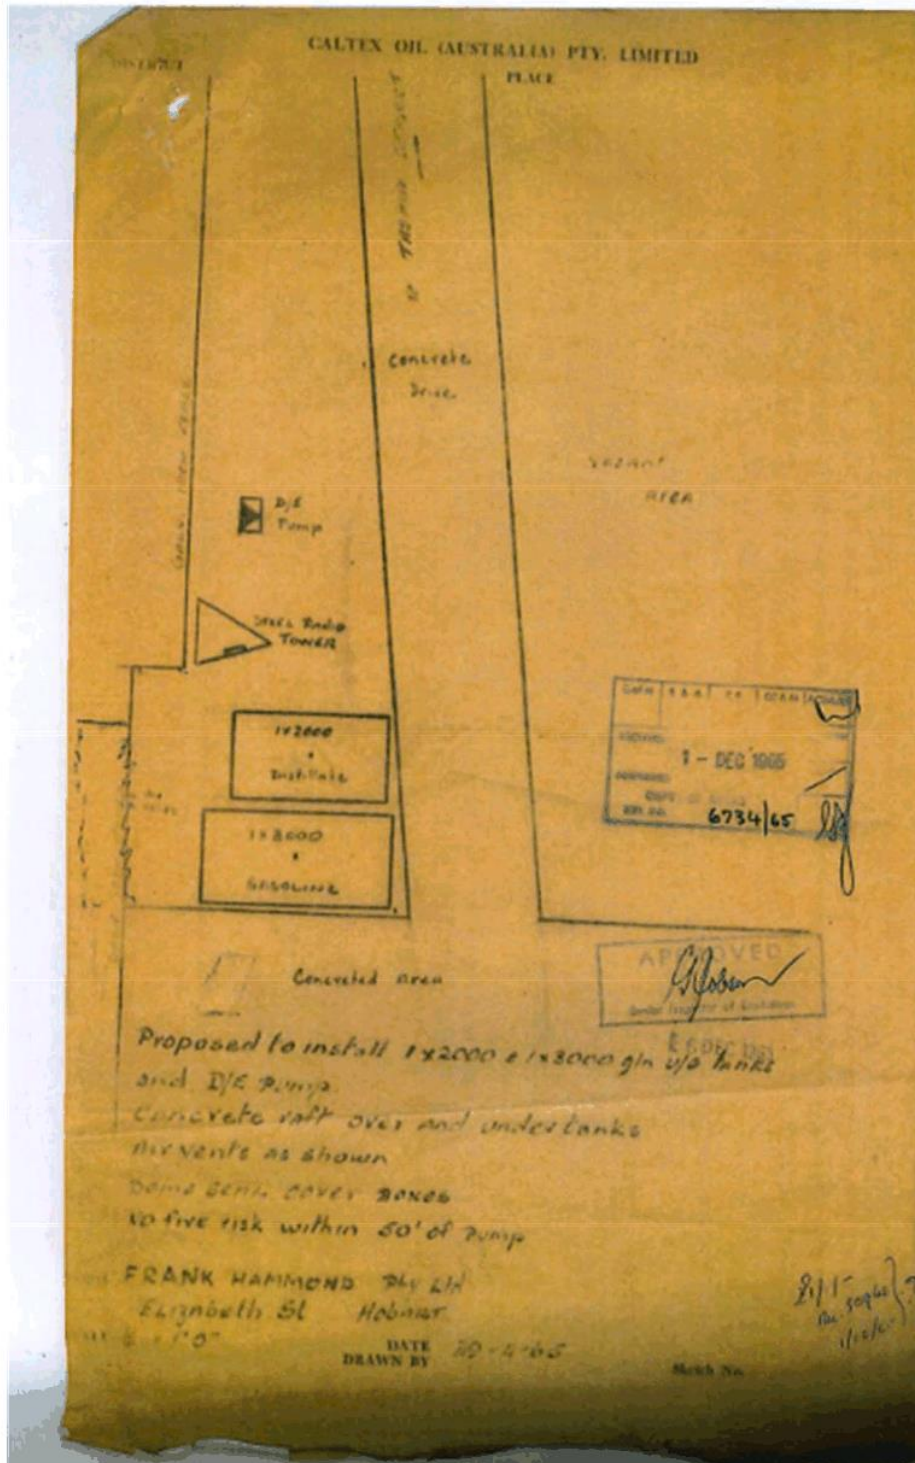 CALTEX OIL (AUSTRALIA) PTY. LIMITED
DISTRICT
PLACE
Concrete
Drive
Vacant
Area
D/E
Pump
STEEL RADIO
TOWER
1x2000
Distillate
1x3000
GASOLINE
1 - DEC 1965
6734/65
APPROVED
Concreted Area
Proposed to install 1x2000 & 1x3000 gln u/g tanks
and D/E Pump
Concrete raft over and under tanks
Air vents as shown
cover BOXES
No fire risk within 50' of Pump
FRANK HAMMOND Pty Ltd
Elizabeth St Hobart
DATE
DRAWN BY
Sketch No.